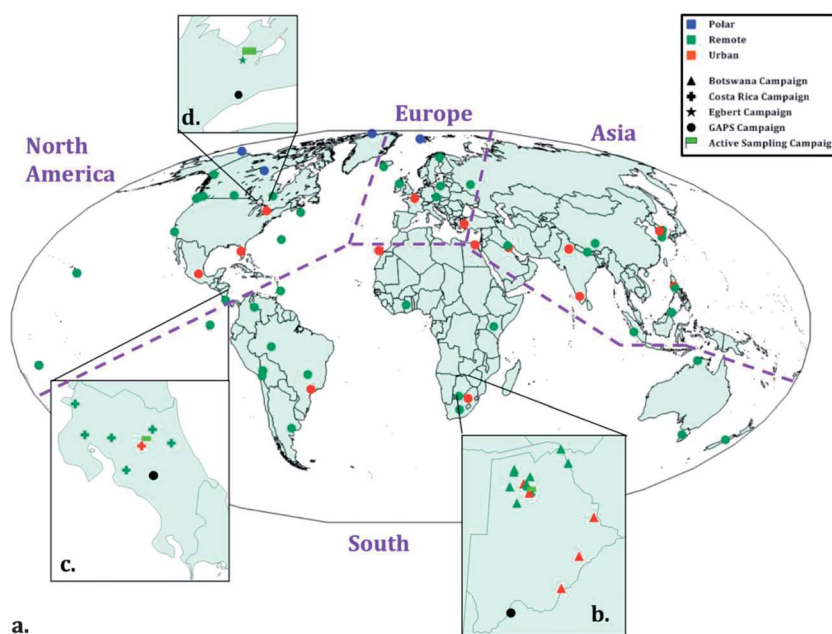 d.
North
America
Europe
Asia
Polar
Remote
Urban
Botswana Campaign
Costa Rica Campaign
Egbert Campaign
GAPS Campaign
Active Sampling Campaign
c.
South
b.
a.